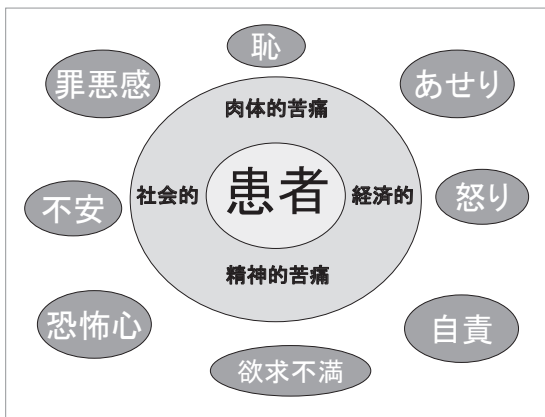 恥
罪悪感
あせり
肉体的苦痛
社会的
患者
経済的
不安
怒り
精神的苦痛
恐怖心
自責
欲求不満